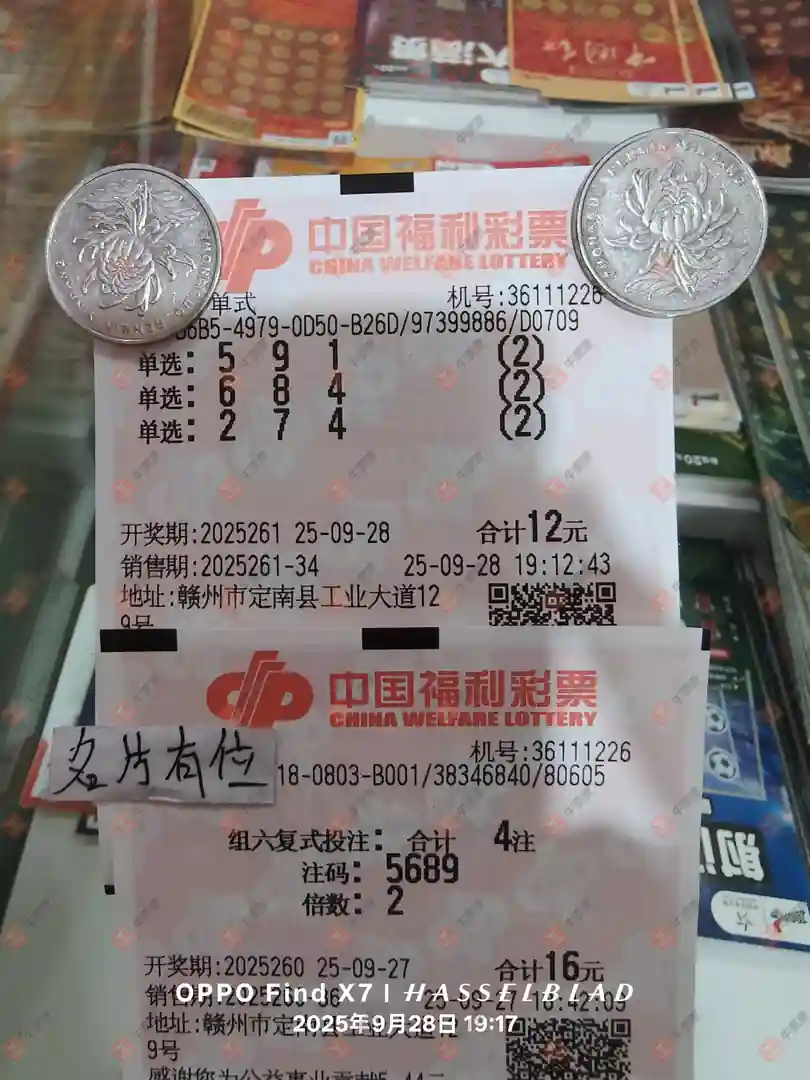 中国福利彩票
CHINA WELFARE LOTTERY
单式
机号:36111226
6B5-4979-0D50-B26D/97399886/D0709
单选: 5 9 1 (2)
单选: 6 8 4 (2)
单选: 2 7 4 (2)
开奖期:2025261 25-09-28 合计12元
销售期:2025261-34 25-09-28 19:12:43
地址:赣州市定南县工业大道12
9号
中国福利彩票
CHINA WELFARE LOTTERY
机号:36111226
名片有位
18-0803-B001/38346840/80605
组六复式投注: 合计 4注
注码: 5689
倍数: 2
开奖期:2025260 25-09-27 合计16元
OPPO Find X7 | HASSELBLAD
2025年9月28日 19:17
9号